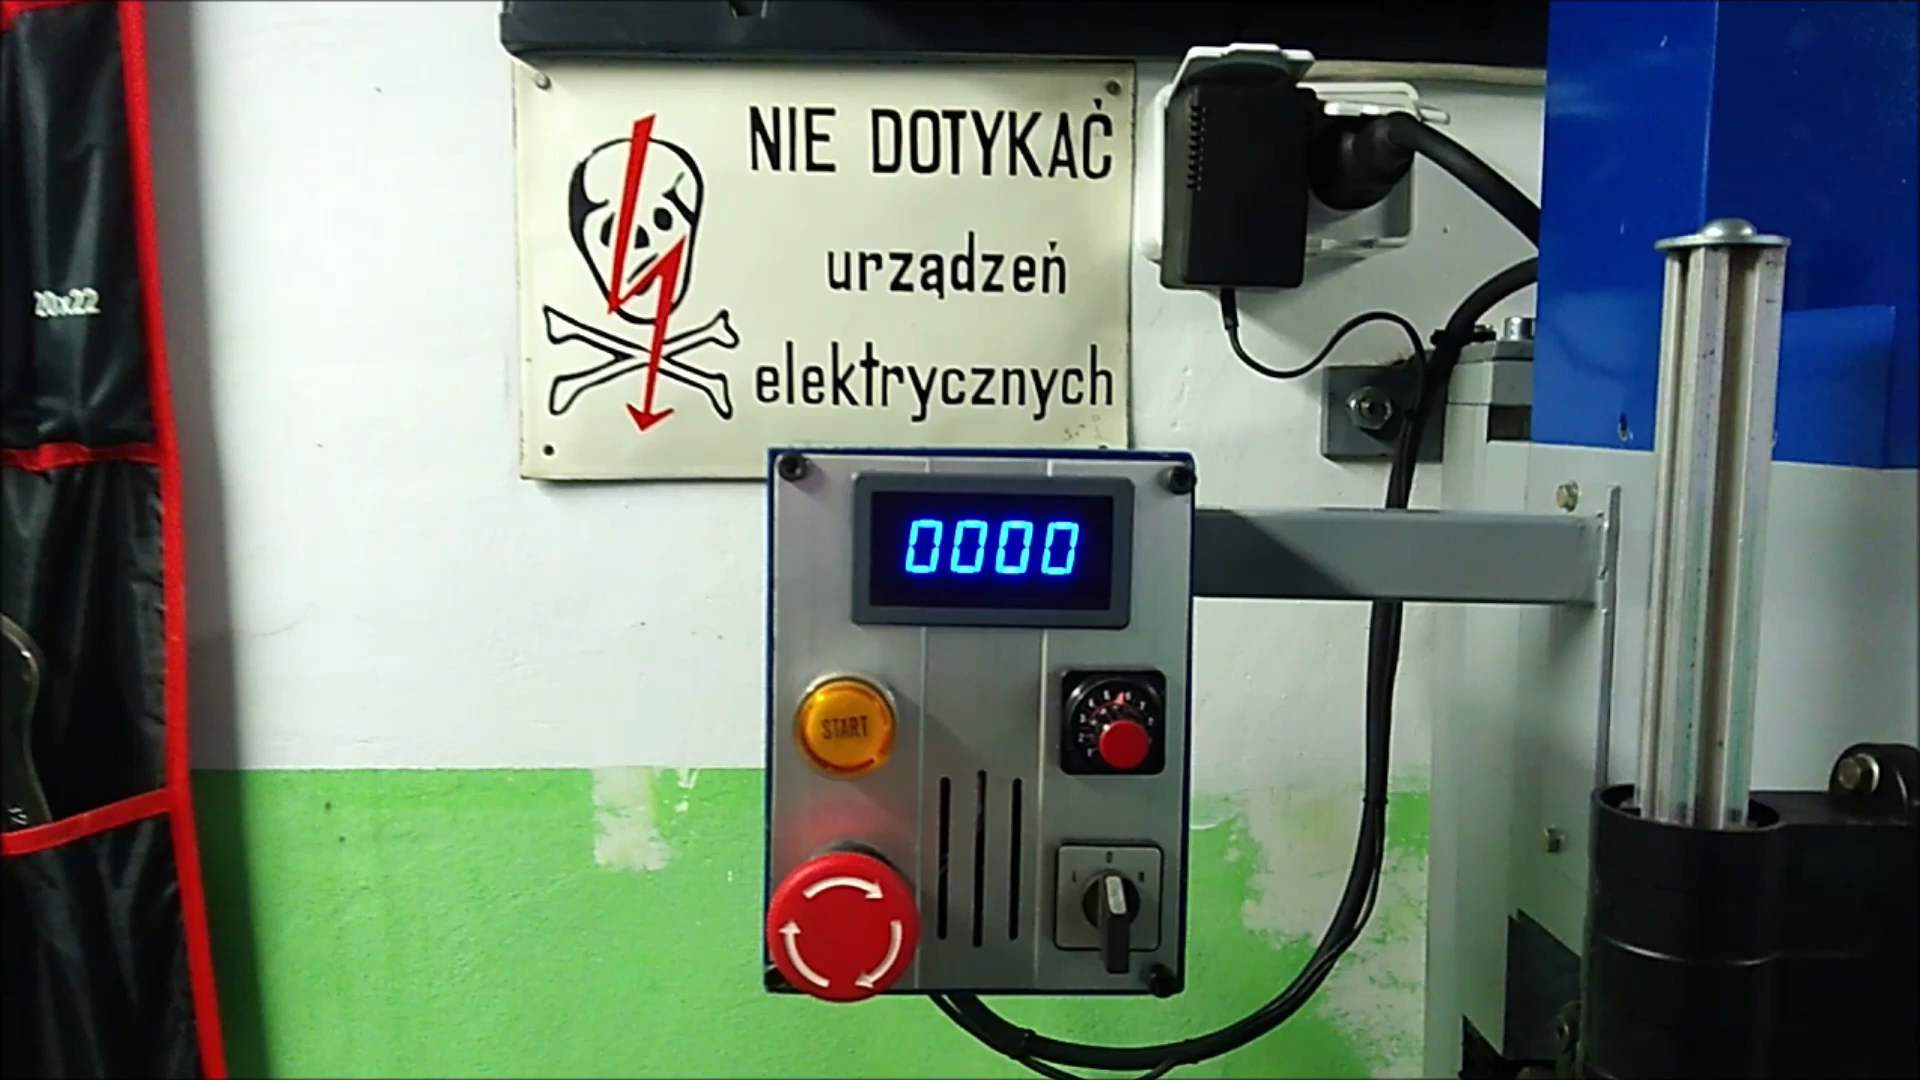 NIE DOTYKAĆ
urządzeń
elektrycznych
20x22
0000
START